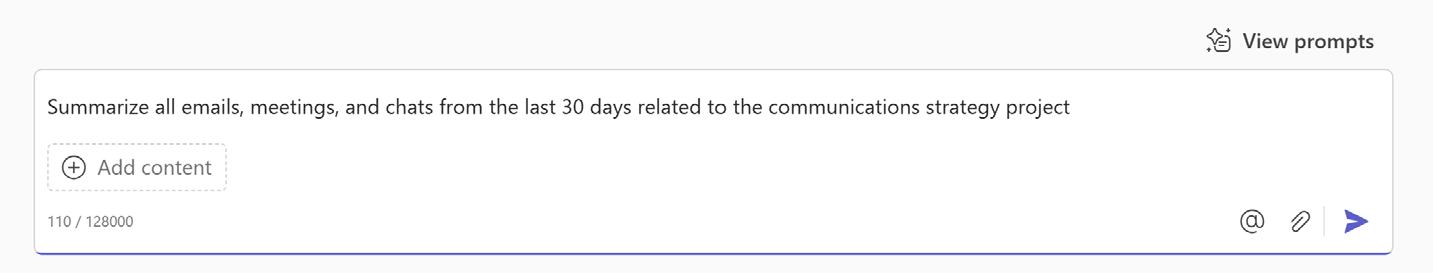 View prompts
Summarize all emails, meetings, and chats from the last 30 days related to the communications strategy project
Add content
110 / 128000